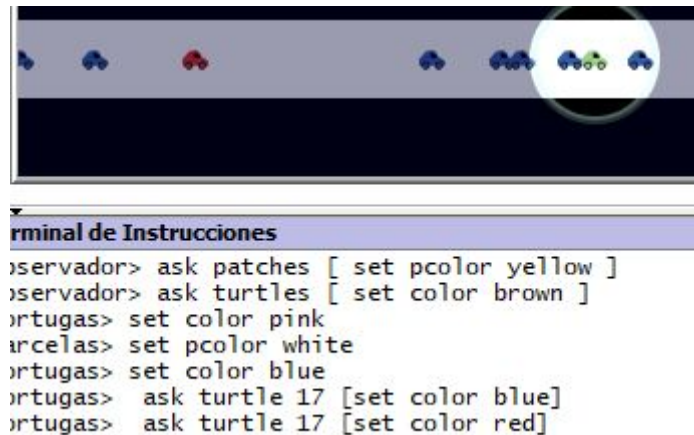 rminal de Instrucciones
oservador> ask patches [ set pcolor yellow ]
oservador> ask turtles [ set color brown ]
ortugas> set color pink
arcelas> set pcolor white
ortugas> set color blue
ortugas>  ask turtle 17 [set color blue]
ortugas>  ask turtle 17 [set color red]